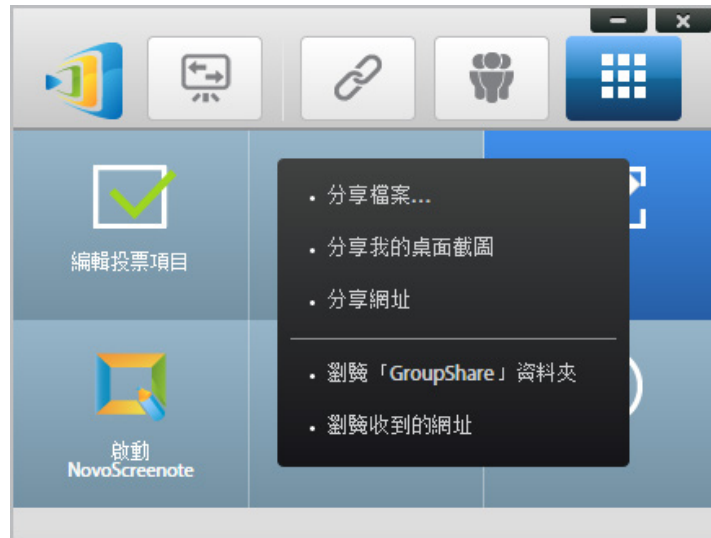 編輯投票項目
分享檔案...
分享我的桌面截圖
分享網址
瀏覽「GroupShare」資料夾
瀏覽收到的網址
啟動
NovoScreenote